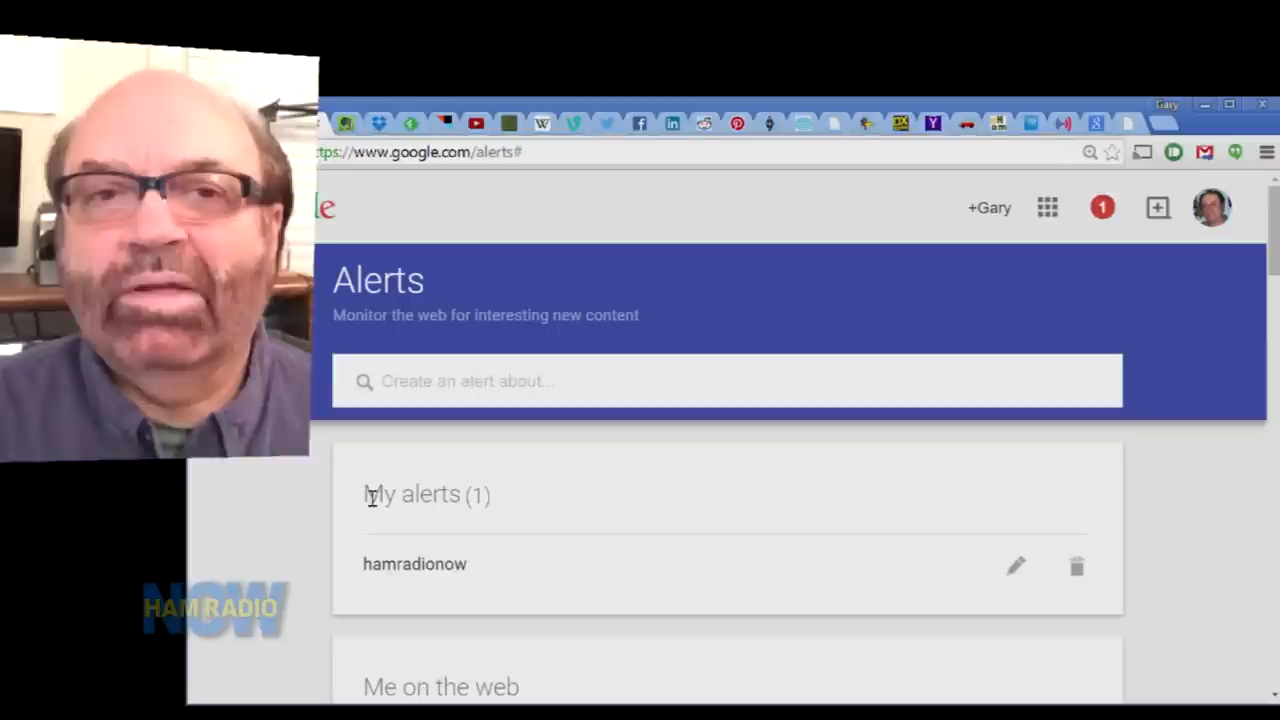 Gary
ttps://www.google.com/alerts#
le
+Gary
1
Alerts
Monitor the web for interesting new content
Create an alert about...
My alerts (1)
hamradionow
HAM RADIO
NOW
Me on the web